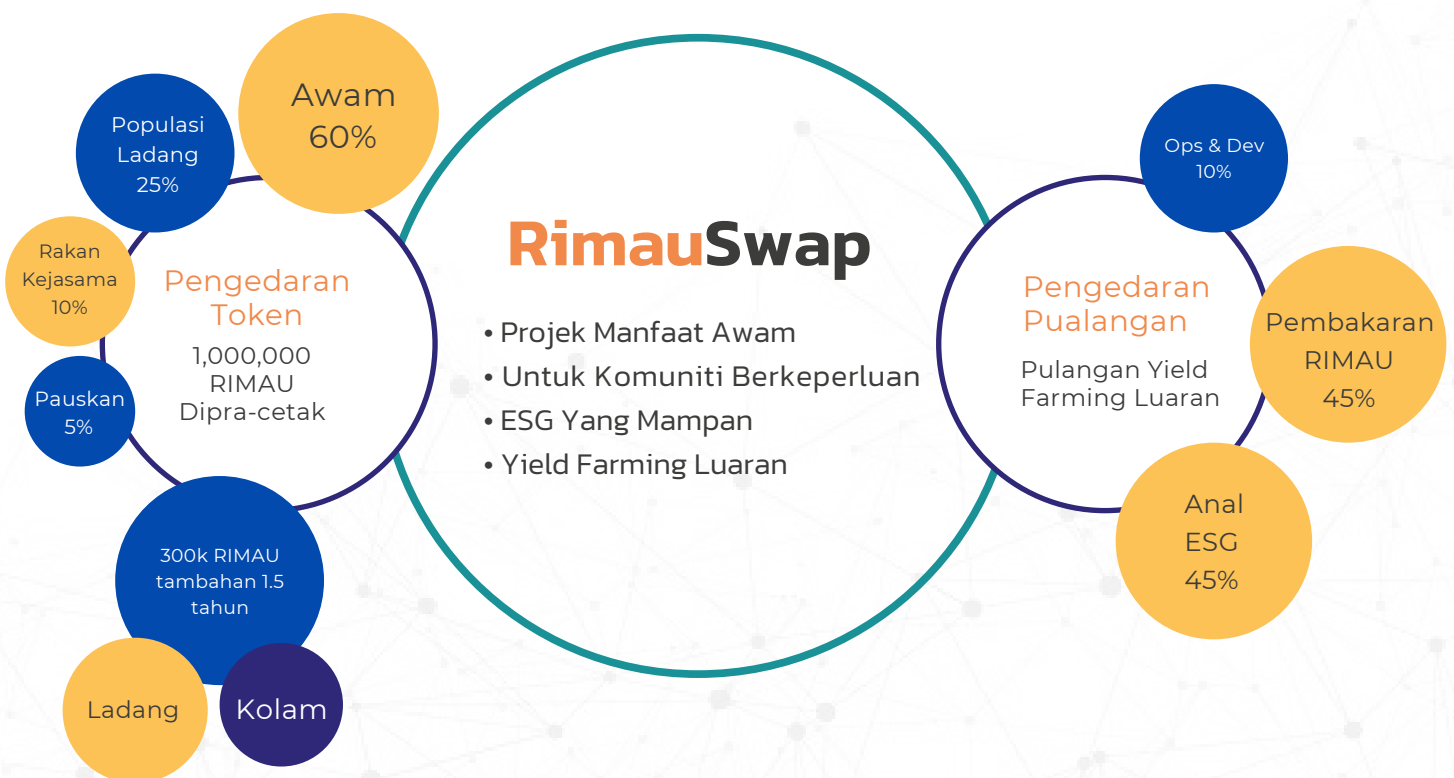 Awam
60%
Populasi
Ladang
25%
Rakan
Kejasama
10%
Pauskan
5%
Pengedaran
Token
1,000,000
RIMAU
Dipra-cetak
300k RIMAU
tambahan 1.5
tahun
Ladang
Kolam
RimauSwap
• Projek Manfaat Awam
• Untuk Komuniti Berkeperluan
• ESG Yang Mampan
• Yield Farming Luaran
Pengedaran
Pualangan
Pulangan Yield
Farming Luaran
Ops & Dev
10%
Pembakaran
RIMAU
45%
Anal
ESG
45%